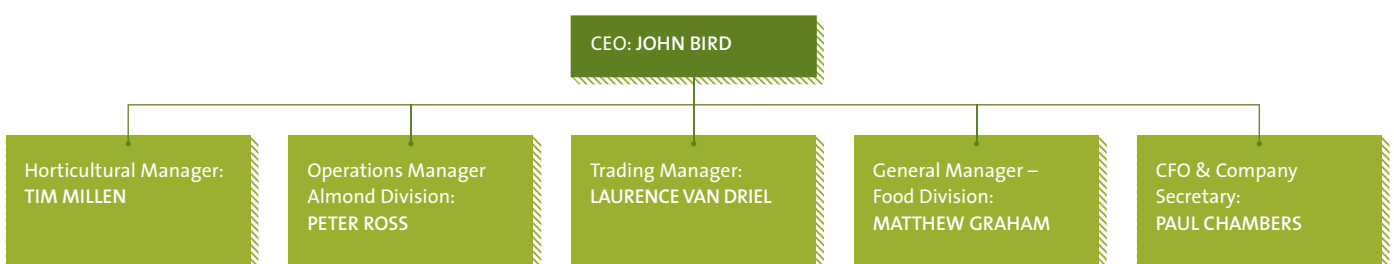 CEO: JOHN BIRD
Horticultural Manager:
TIM MILLEN
Operations Manager
Almond Division:
PETER ROSS
Trading Manager:
LAURENCE VAN DRIEL
General Manager –
Food Division:
MATTHEW GRAHAM
CFO & Company
Secretary:
PAUL CHAMBERS